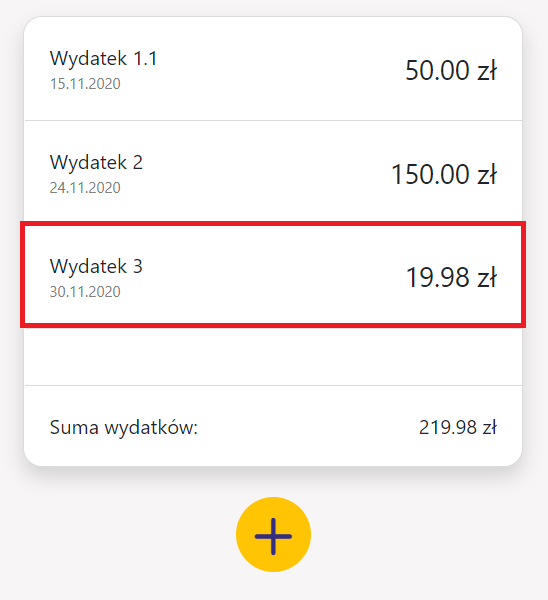 Wydatek 1.1
50.00 zł
15.11.2020
Wydatek 2
150.00 zł
24.11.2020
Wydatek 3
19.98 zł
30.11.2020
Suma wydatków:
219.98 zł